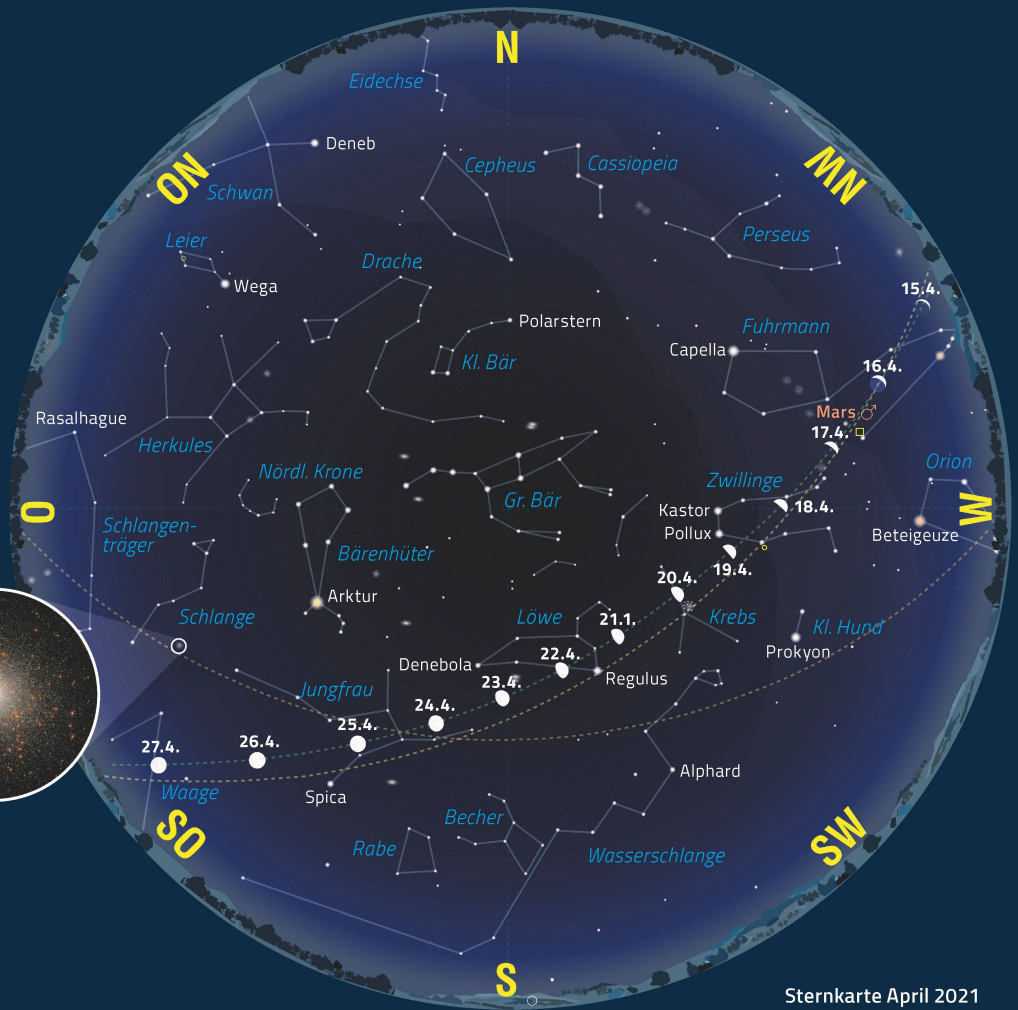 N
Eidechse
Deneb
NO
Schwan
Cepheus
Cassiopeia
NW
Perseus
Leier
Wega
Drache
15.4.
Polarstern
Fuhrmann
Capella
Kl. Bär
16.4.
Mars ♂
17.4.
Rasalhague
Herkules
Nördl. Krone
Gr. Bär
Zwillinge
Orion
O
W
Kastor
18.4.
Pollux
Beteigeuze
Schlangen-
träger
Bärenhüter
19.4.
20.4.
Arktur
Schlange
Löwe
21.1.
Krebs
Kl. Hund
Prokyon
22.4.
Denebola
Regulus
23.4.
Jungfrau
24.4.
25.4.
26.4.
27.4.
Alphard
Waage
Spica
SO
Becher
SW
Rabe
Wasserschlange
S
Sternkarte April 2021